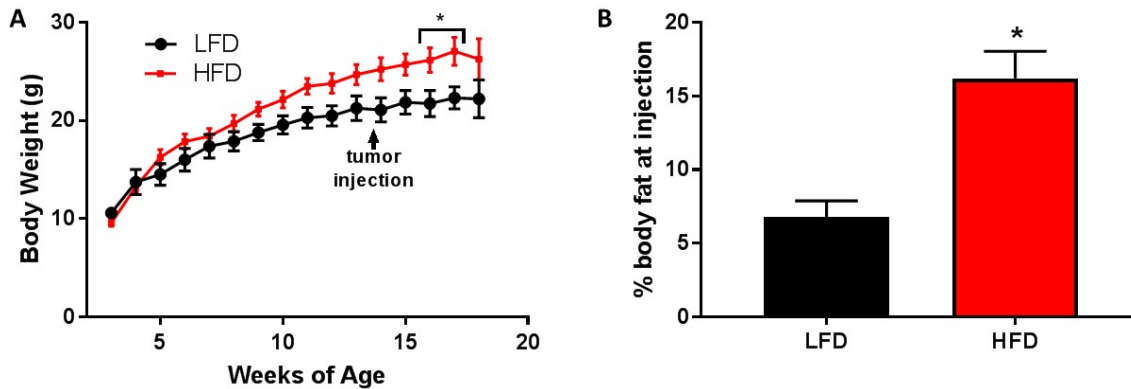 A
Body Weight (g)
30
20
10
0
LFD
HFD
*
tumor
injection
5
10
15
20
Weeks of Age
B
% body fat at injection
20
15
10
5
0
*
LFD
HFD